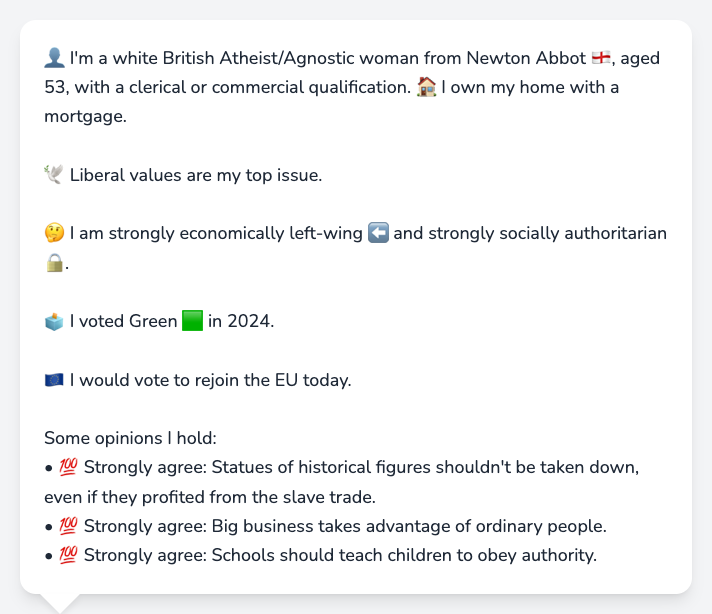 👤 I'm a white British Atheist/Agnostic woman from Newton Abbot 🏴󠁧󠁢󠁥󠁮󠁧󠁿, aged
53, with a clerical or commercial qualification. 🏠 I own my home with a
mortgage.
🕊️ Liberal values are my top issue.
🤔 I am strongly economically left-wing ⬅️ and strongly socially authoritarian
🔒.
🗳️ I voted Green 🟩 in 2024.
🇪🇺 I would vote to rejoin the EU today.
Some opinions I hold:
• 💯 Strongly agree: Statues of historical figures shouldn't be taken down,
even if they profited from the slave trade.
• 💯 Strongly agree: Big business takes advantage of ordinary people.
• 💯 Strongly agree: Schools should teach children to obey authority.